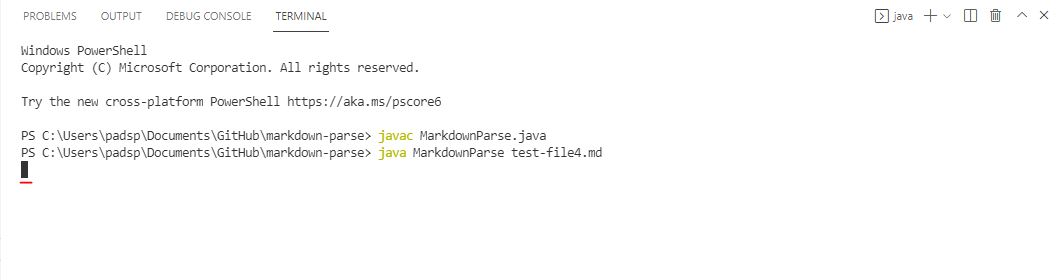 PROBLEMS OUTPUT DEBUG CONSOLE TERMINAL java
Windows PowerShell
Copyright (C) Microsoft Corporation. All rights reserved.
Try the new cross-platform PowerShell https://aka.ms/pscore6
PS C:\Users\padsp\Documents\GitHub\markdown-parse> javac MarkdownParse.java
PS C:\Users\padsp\Documents\GitHub\markdown-parse> java MarkdownParse test-file4.md